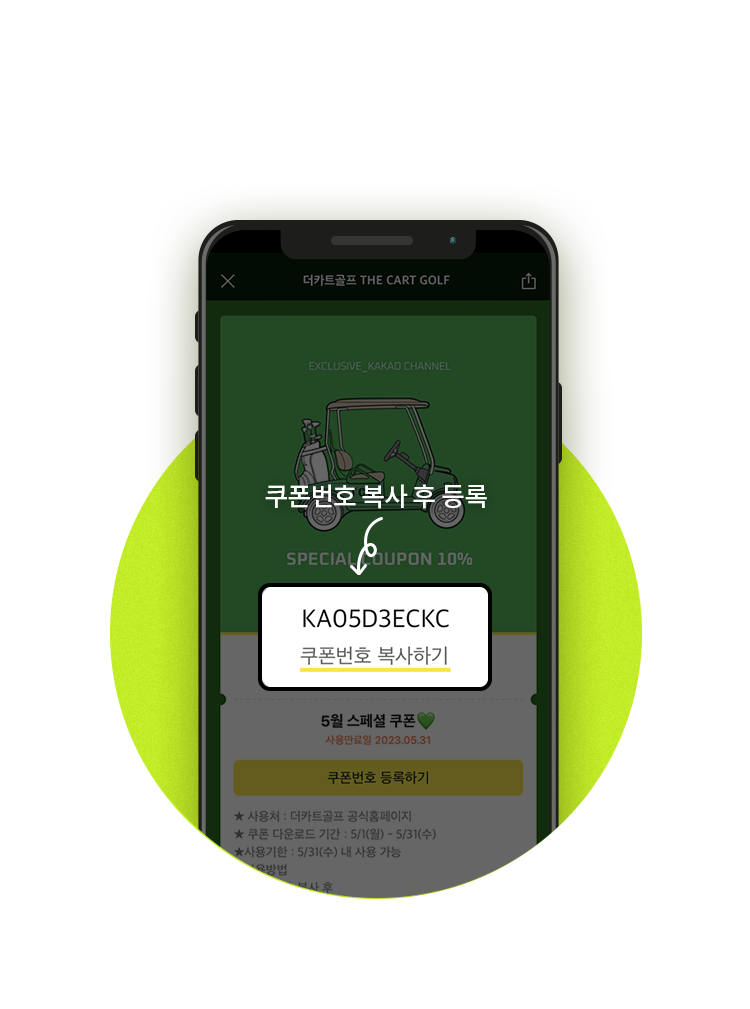 더카트골프 THE CART GOLF
EXCLUSIVE_KAKAO CHANNEL
쿠폰번호 복사 후 등록
SPECIAL COUPON 10%
KA05D3ECKC
쿠폰번호 복사하기
5월 스페셜 쿠폰💚
사용만료일 2023.05.31
쿠폰번호 등록하기
★ 사용처 : 더카트골프 공식홈페이지
★ 쿠폰 다운로드 기간 : 5/1(월) - 5/31(수)
★사용기한 : 5/31(수) 내 사용 가능
용방법
복사 후